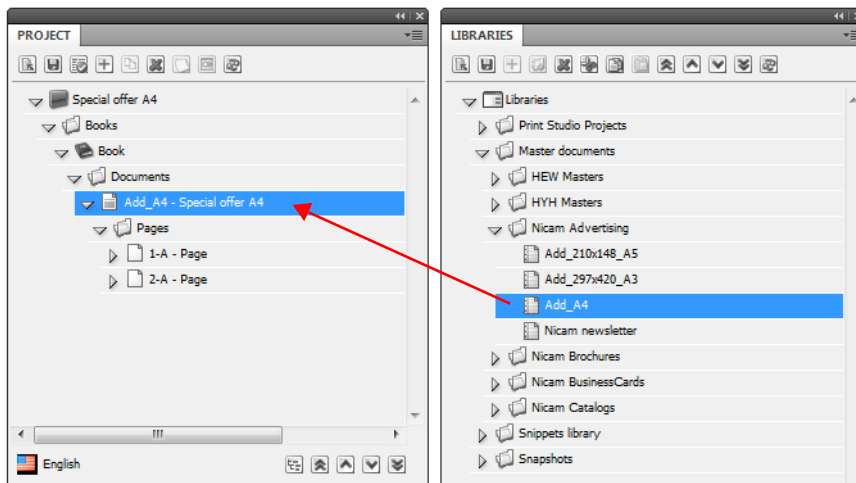 PROJECT
Special offer A4
Books
Book
Documents
Add_A4 - Special offer A4
Pages
1-A - Page
2-A - Page
English
LIBRARIES
Libraries
Print Studio Projects
Master documents
HEW Masters
HYH Masters
Nicam Advertising
Add_210x148_A5
Add_297x420_A3
Add_A4
Nicam newsletter
Nicam Brochures
Nicam BusinessCards
Nicam Catalogs
Snippets library
Snapshots